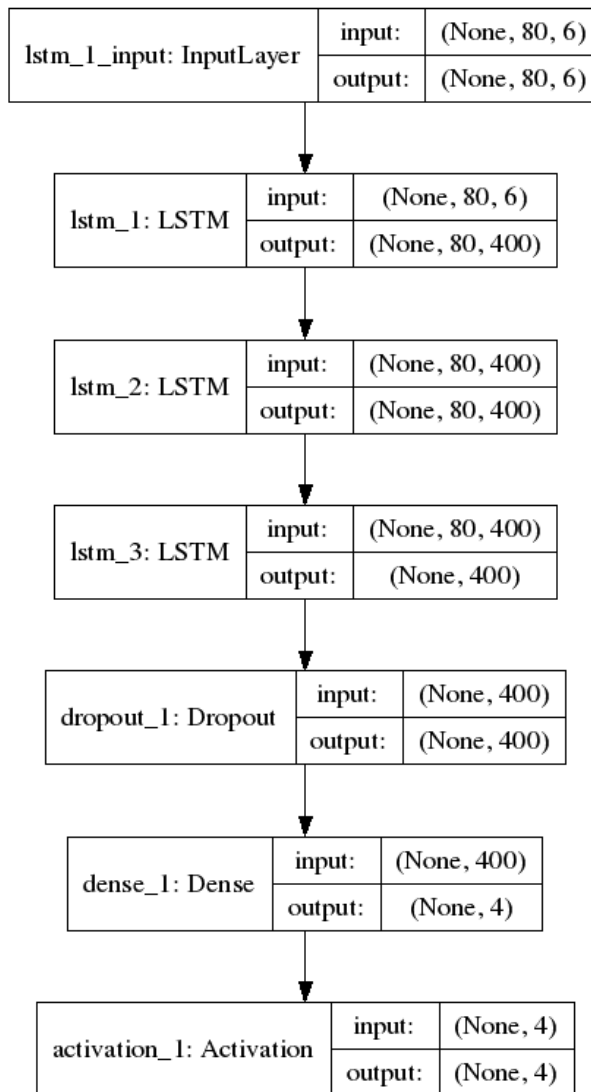 lstm_1_input: InputLayer
input: (None, 80, 6)
output: (None, 80, 6)
lstm_1: LSTM
input: (None, 80, 6)
output: (None, 80, 400)
lstm_2: LSTM
input: (None, 80, 400)
output: (None, 80, 400)
lstm_3: LSTM
input: (None, 80, 400)
output: (None, 400)
dropout_1: Dropout
input: (None, 400)
output: (None, 400)
dense_1: Dense
input: (None, 400)
output: (None, 4)
activation_1: Activation
input: (None, 4)
output: (None, 4)